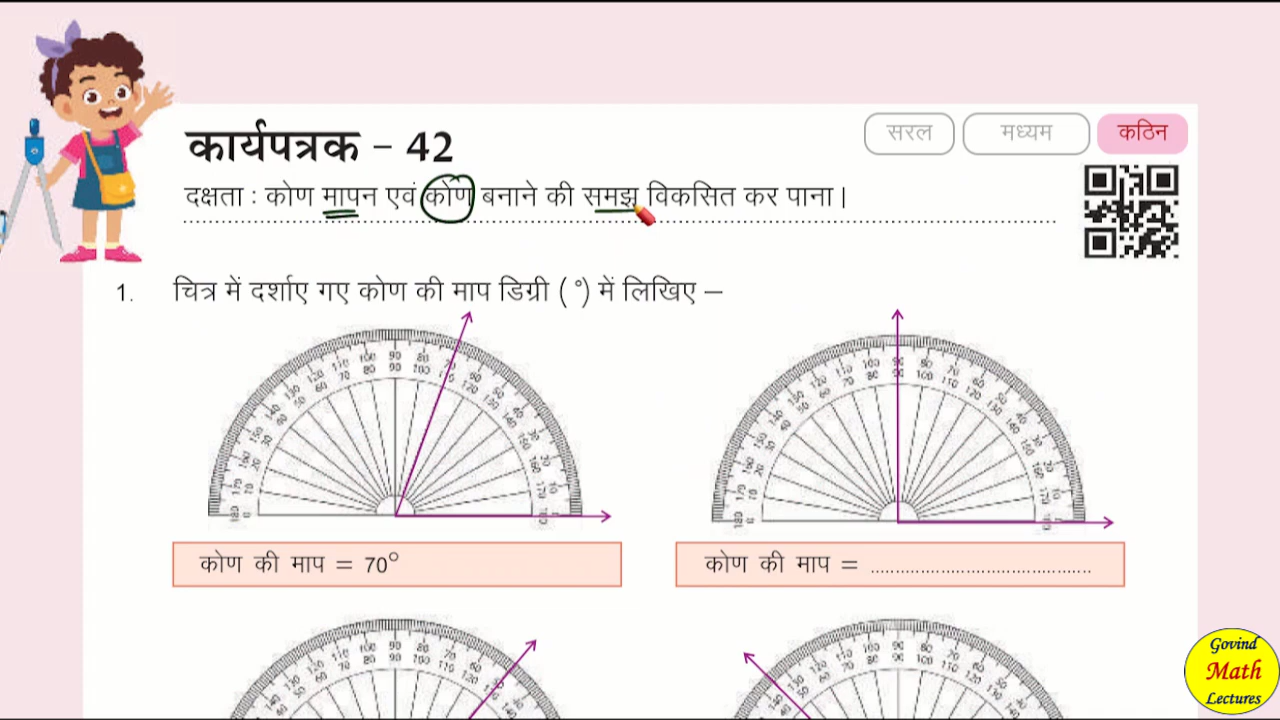 सरल मध्यम कठिन
कार्यपत्रक – 42
दक्षता : कोण मापन एवं कोण बनाने की समझ विकसित कर पाना।
1. चित्र में दर्शाए गए कोण की माप डिग्री ( °) में लिखिए –
कोण की माप = 70°
कोण की माप = ..........................................
Govind
Math
Lectures